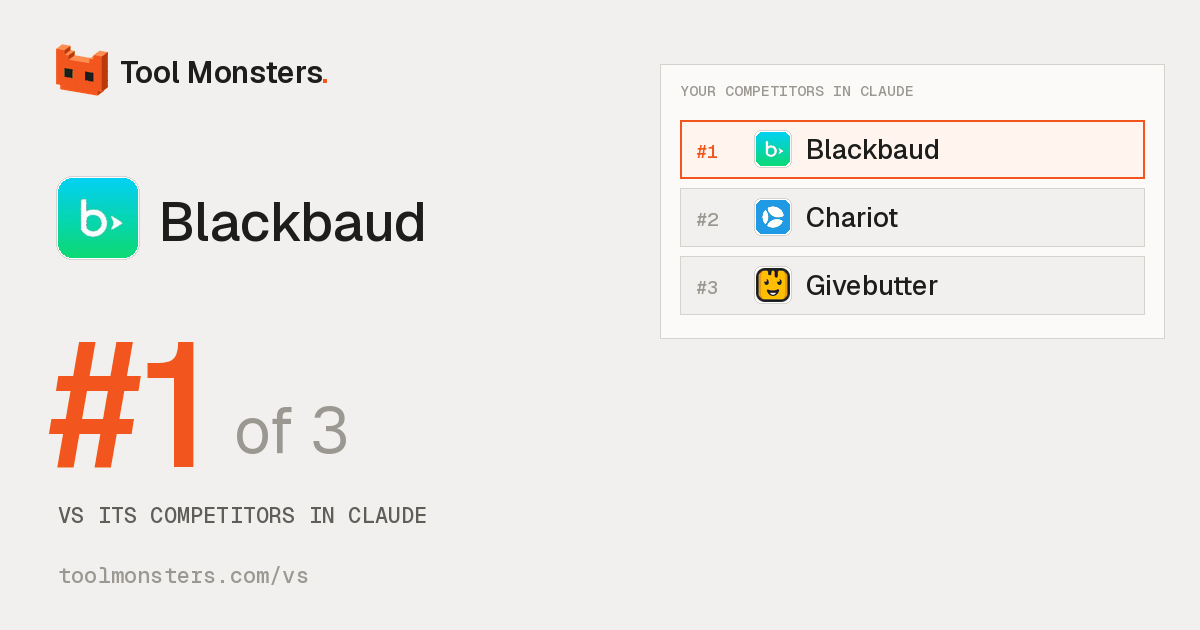 Tool Monsters.
Blackbaud
#1 of 3
VS ITS COMPETITORS IN CLAUDE
toolmonsters.com/vs
YOUR COMPETITORS IN CLAUDE
#1 Blackbaud
#2 Chariot
#3 Givebutter